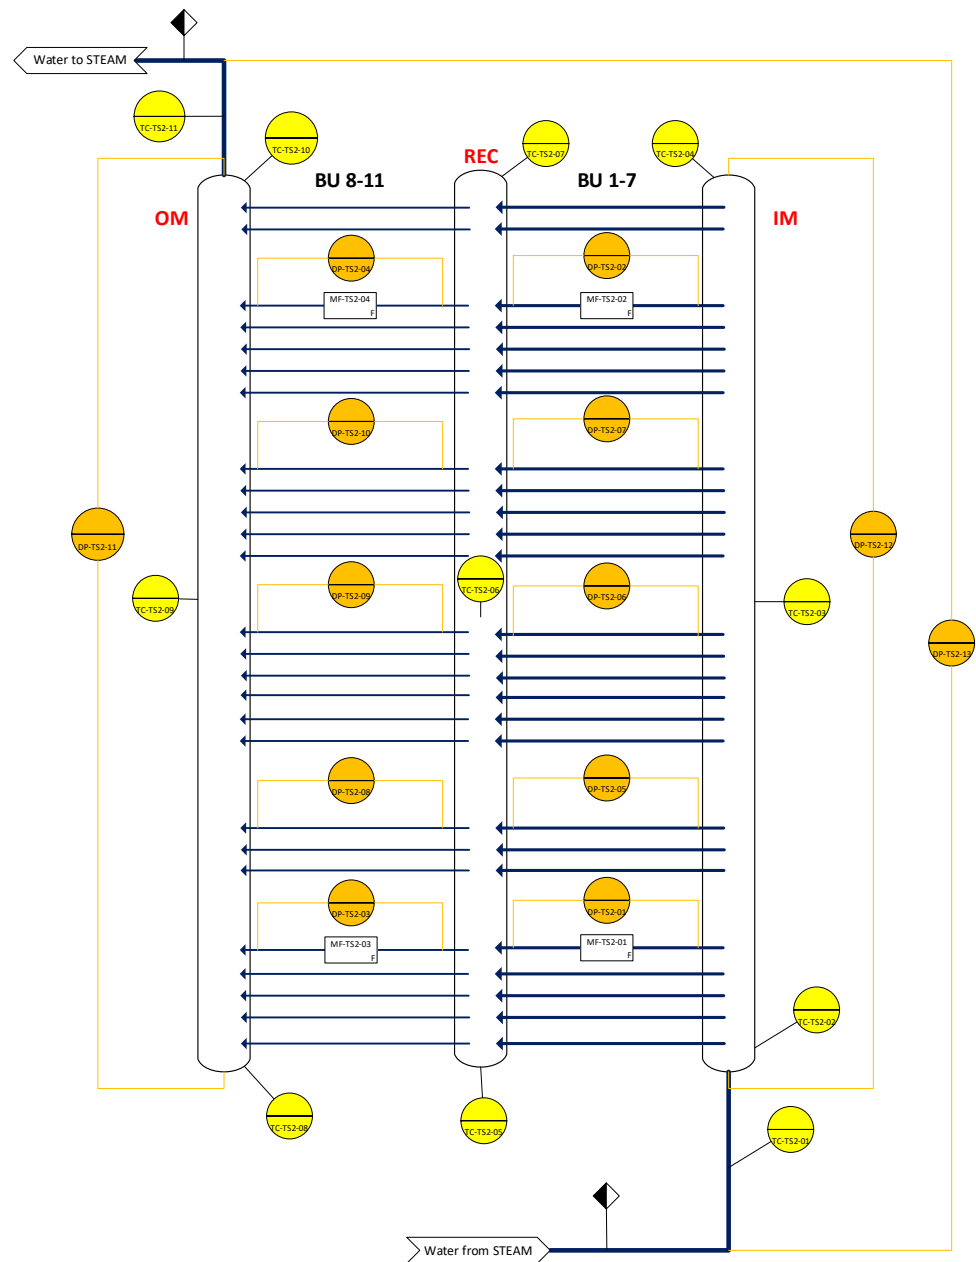 Water to STEAM
TC-TS2-11
TC-TS2-10
REC
TC-TS2-07
TC-TS2-04
BU 8-11
BU 1-7
OM
IM
DP-TS2-04
DP-TS2-02
MF-TS2-04
F
MF-TS2-02
F
DP-TS2-10
DP-TS2-07
DP-TS2-11
DP-TS2-12
TC-TS2-09
DP-TS2-09
TC-TS2-06
DP-TS2-06
TC-TS2-03
DP-TS2-13
DP-TS2-08
DP-TS2-05
DP-TS2-03
DP-TS2-01
MF-TS2-03
F
MF-TS2-01
F
TC-TS2-02
TC-TS2-08
TC-TS2-05
TC-TS2-01
Water from STEAM